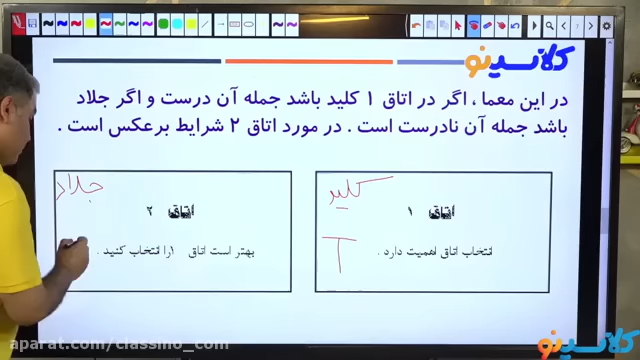 کلاسینو
در این معما ، اگر در اتاق ۱ کلید باشد جمله آن درست و اگر جلاد
باشد جمله آن نادرست است . در مورد اتاق ۲ شرایط برعکس است .
کلید
اتاق ۱
T
انتخاب اتاق اهمیت دارد .
جلاد
اتاق ۲
بهتر است اتاق ۱ را انتخاب کنید .
aparat.com/classino_com
کلاسینو